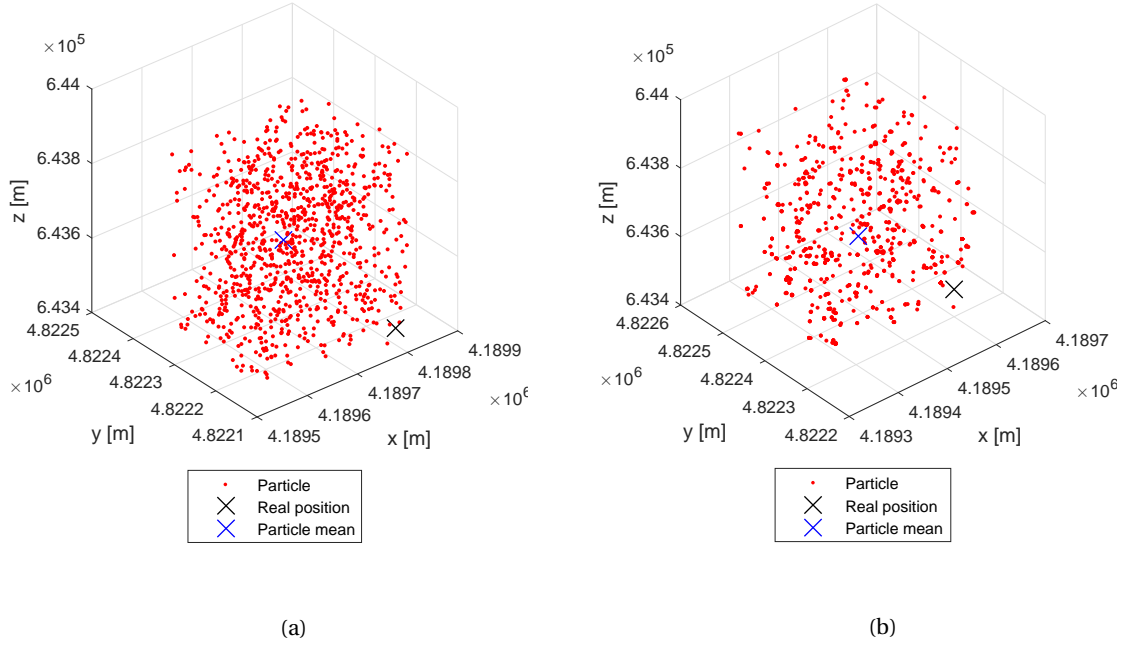 × 10⁵
6.44
6.438
6.436
6.434
z [m]
4.8225
4.8224
4.8223
4.8222
4.8221
× 10⁶
y [m]
4.1899
4.1898
4.1897
4.1896
4.1895
× 10⁶
x [m]
Particle
Real position
Particle mean
(a)
× 10⁵
6.44
6.438
6.436
6.434
z [m]
4.8226
4.8225
4.8224
4.8223
4.8222
× 10⁶
y [m]
4.1897
4.1896
4.1895
4.1894
4.1893
× 10⁶
x [m]
Particle
Real position
Particle mean
(b)